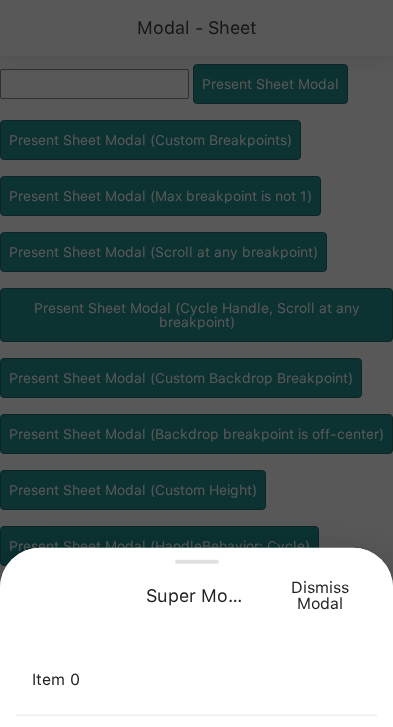 Modal - Sheet
Present Sheet Modal
Present Sheet Modal (Custom Breakpoints)
Present Sheet Modal (Max breakpoint is not 1)
Present Sheet Modal (Scroll at any breakpoint)
Present Sheet Modal (Cycle Handle, Scroll at any
breakpoint)
Present Sheet Modal (Custom Backdrop Breakpoint)
Present Sheet Modal (Backdrop breakpoint is off-center)
Present Sheet Modal (Custom Height)
Present Sheet Modal (HandleBehavior: Cycle)
Super Mo...
Dismiss
Modal
Item 0